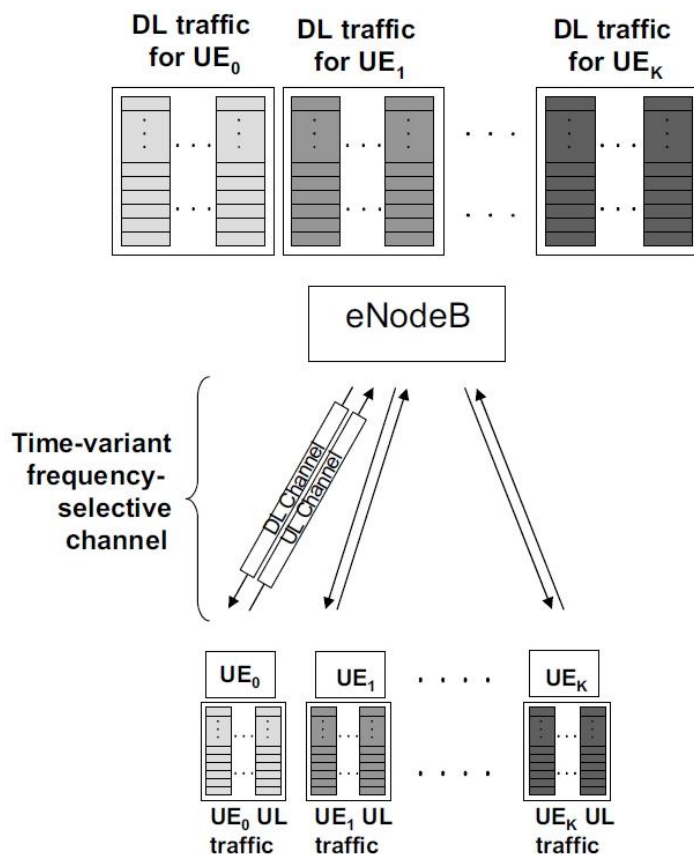 DL traffic
for UE0
DL traffic
for UE1
DL traffic
for UEK
eNodeB
Time-variant
frequency-
selective
channel
DL Channel
UL Channel
UE0
UE1
UEK
UE0 UL
traffic
UE1 UL
traffic
UEK UL
traffic